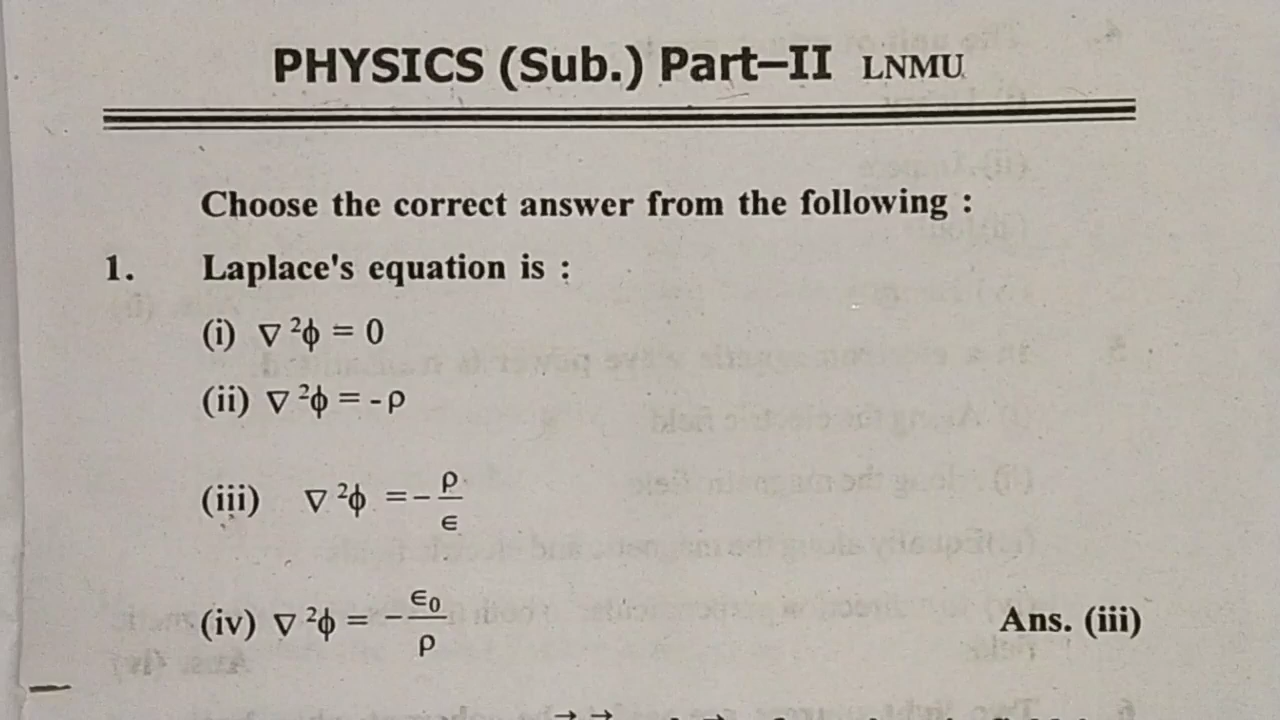 PHYSICS (Sub.) Part–II LNMU
Choose the correct answer from the following :
1. Laplace's equation is :
(i) ∇ ²ϕ = 0
(ii) ∇ ²ϕ = -ρ
(iii) ∇ ²ϕ = − ρ/∈
(iv) ∇ ²ϕ = − ∈₀/ρ Ans. (iii)